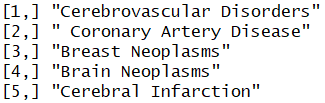 [1,] "Cerebrovascular Disorders"
[2,] " Coronary Artery Disease"
[3,] "Breast Neoplasms"
[4,] "Brain Neoplasms"
[5,] "Cerebral Infarction"